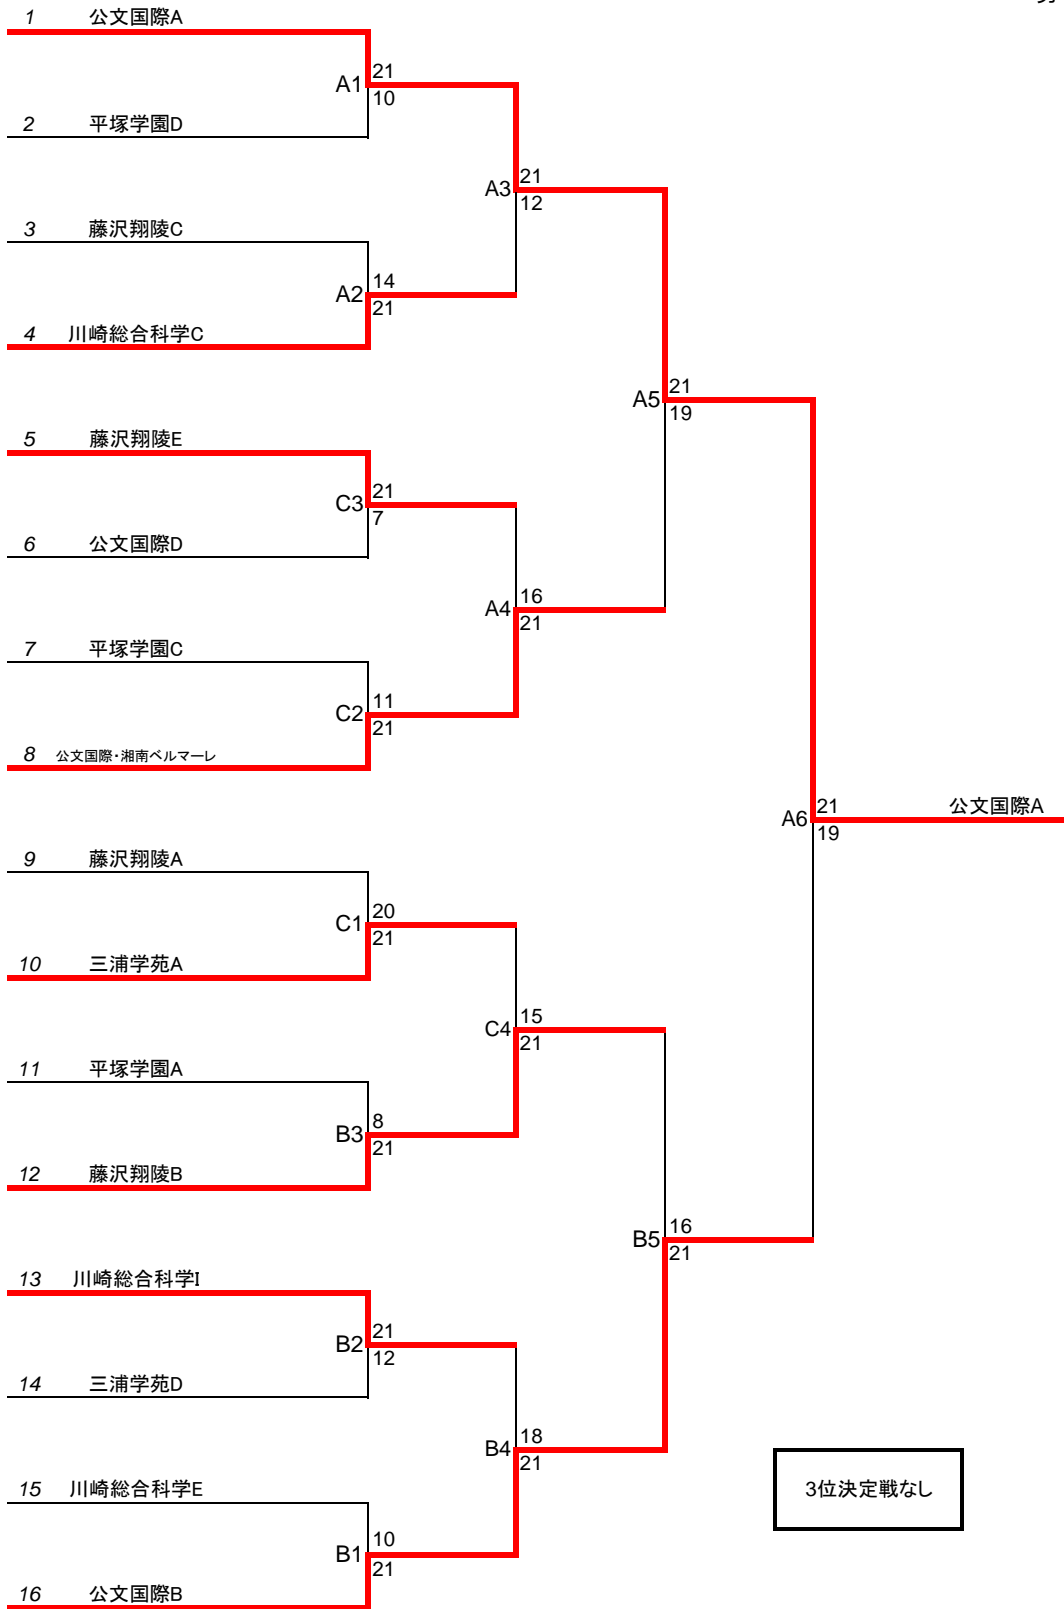 1 公文国際A
21
A1
10
2 平塚学園D
21
A3
12
3 藤沢翔陵C
14
A2
21
4 川崎総合科学C
21
A5
19
5 藤沢翔陵E
21
C3
7
6 公文国際D
16
A4
21
7 平塚学園C
11
C2
21
8 公文国際・湘南ベルマーレ
21 公文国際A
A6
19
9 藤沢翔陵A
20
C1
21
10 三浦学苑A
15
C4
21
11 平塚学園A
8
B3
21
12 藤沢翔陵B
16
B5
21
13 川崎総合科学I
21
B2
12
14 三浦学苑D
18
B4
21
3位決定戦なし
15 川崎総合科学E
10
B1
21
16 公文国際B